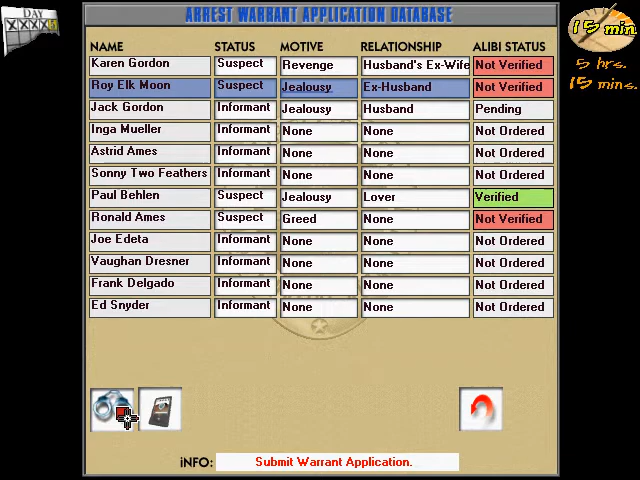 DAY
XXXX5
ARREST WARRANT APPLICATION DATABASE
15 min
5 hrs.
15 mins.
NAME STATUS MOTIVE RELATIONSHIP ALIBI STATUS
Karen Gordon Suspect Revenge Husband's Ex-Wife Not Verified
Roy Elk Moon Suspect Jealousy Ex-Husband Not Verified
Jack Gordon Informant Jealousy Husband Pending
Inga Mueller Informant None None Not Ordered
Astrid Ames Informant None None Not Ordered
Sonny Two Feathers Informant None None Not Ordered
Paul Behlen Suspect Jealousy Lover Verified
Ronald Ames Suspect Greed None Not Verified
Joe Edeta Informant None None Not Ordered
Vaughan Dresner Informant None None Not Ordered
Frank Delgado Informant None None Not Ordered
Ed Snyder Informant None None Not Ordered
iNFO: Submit Warrant Application.